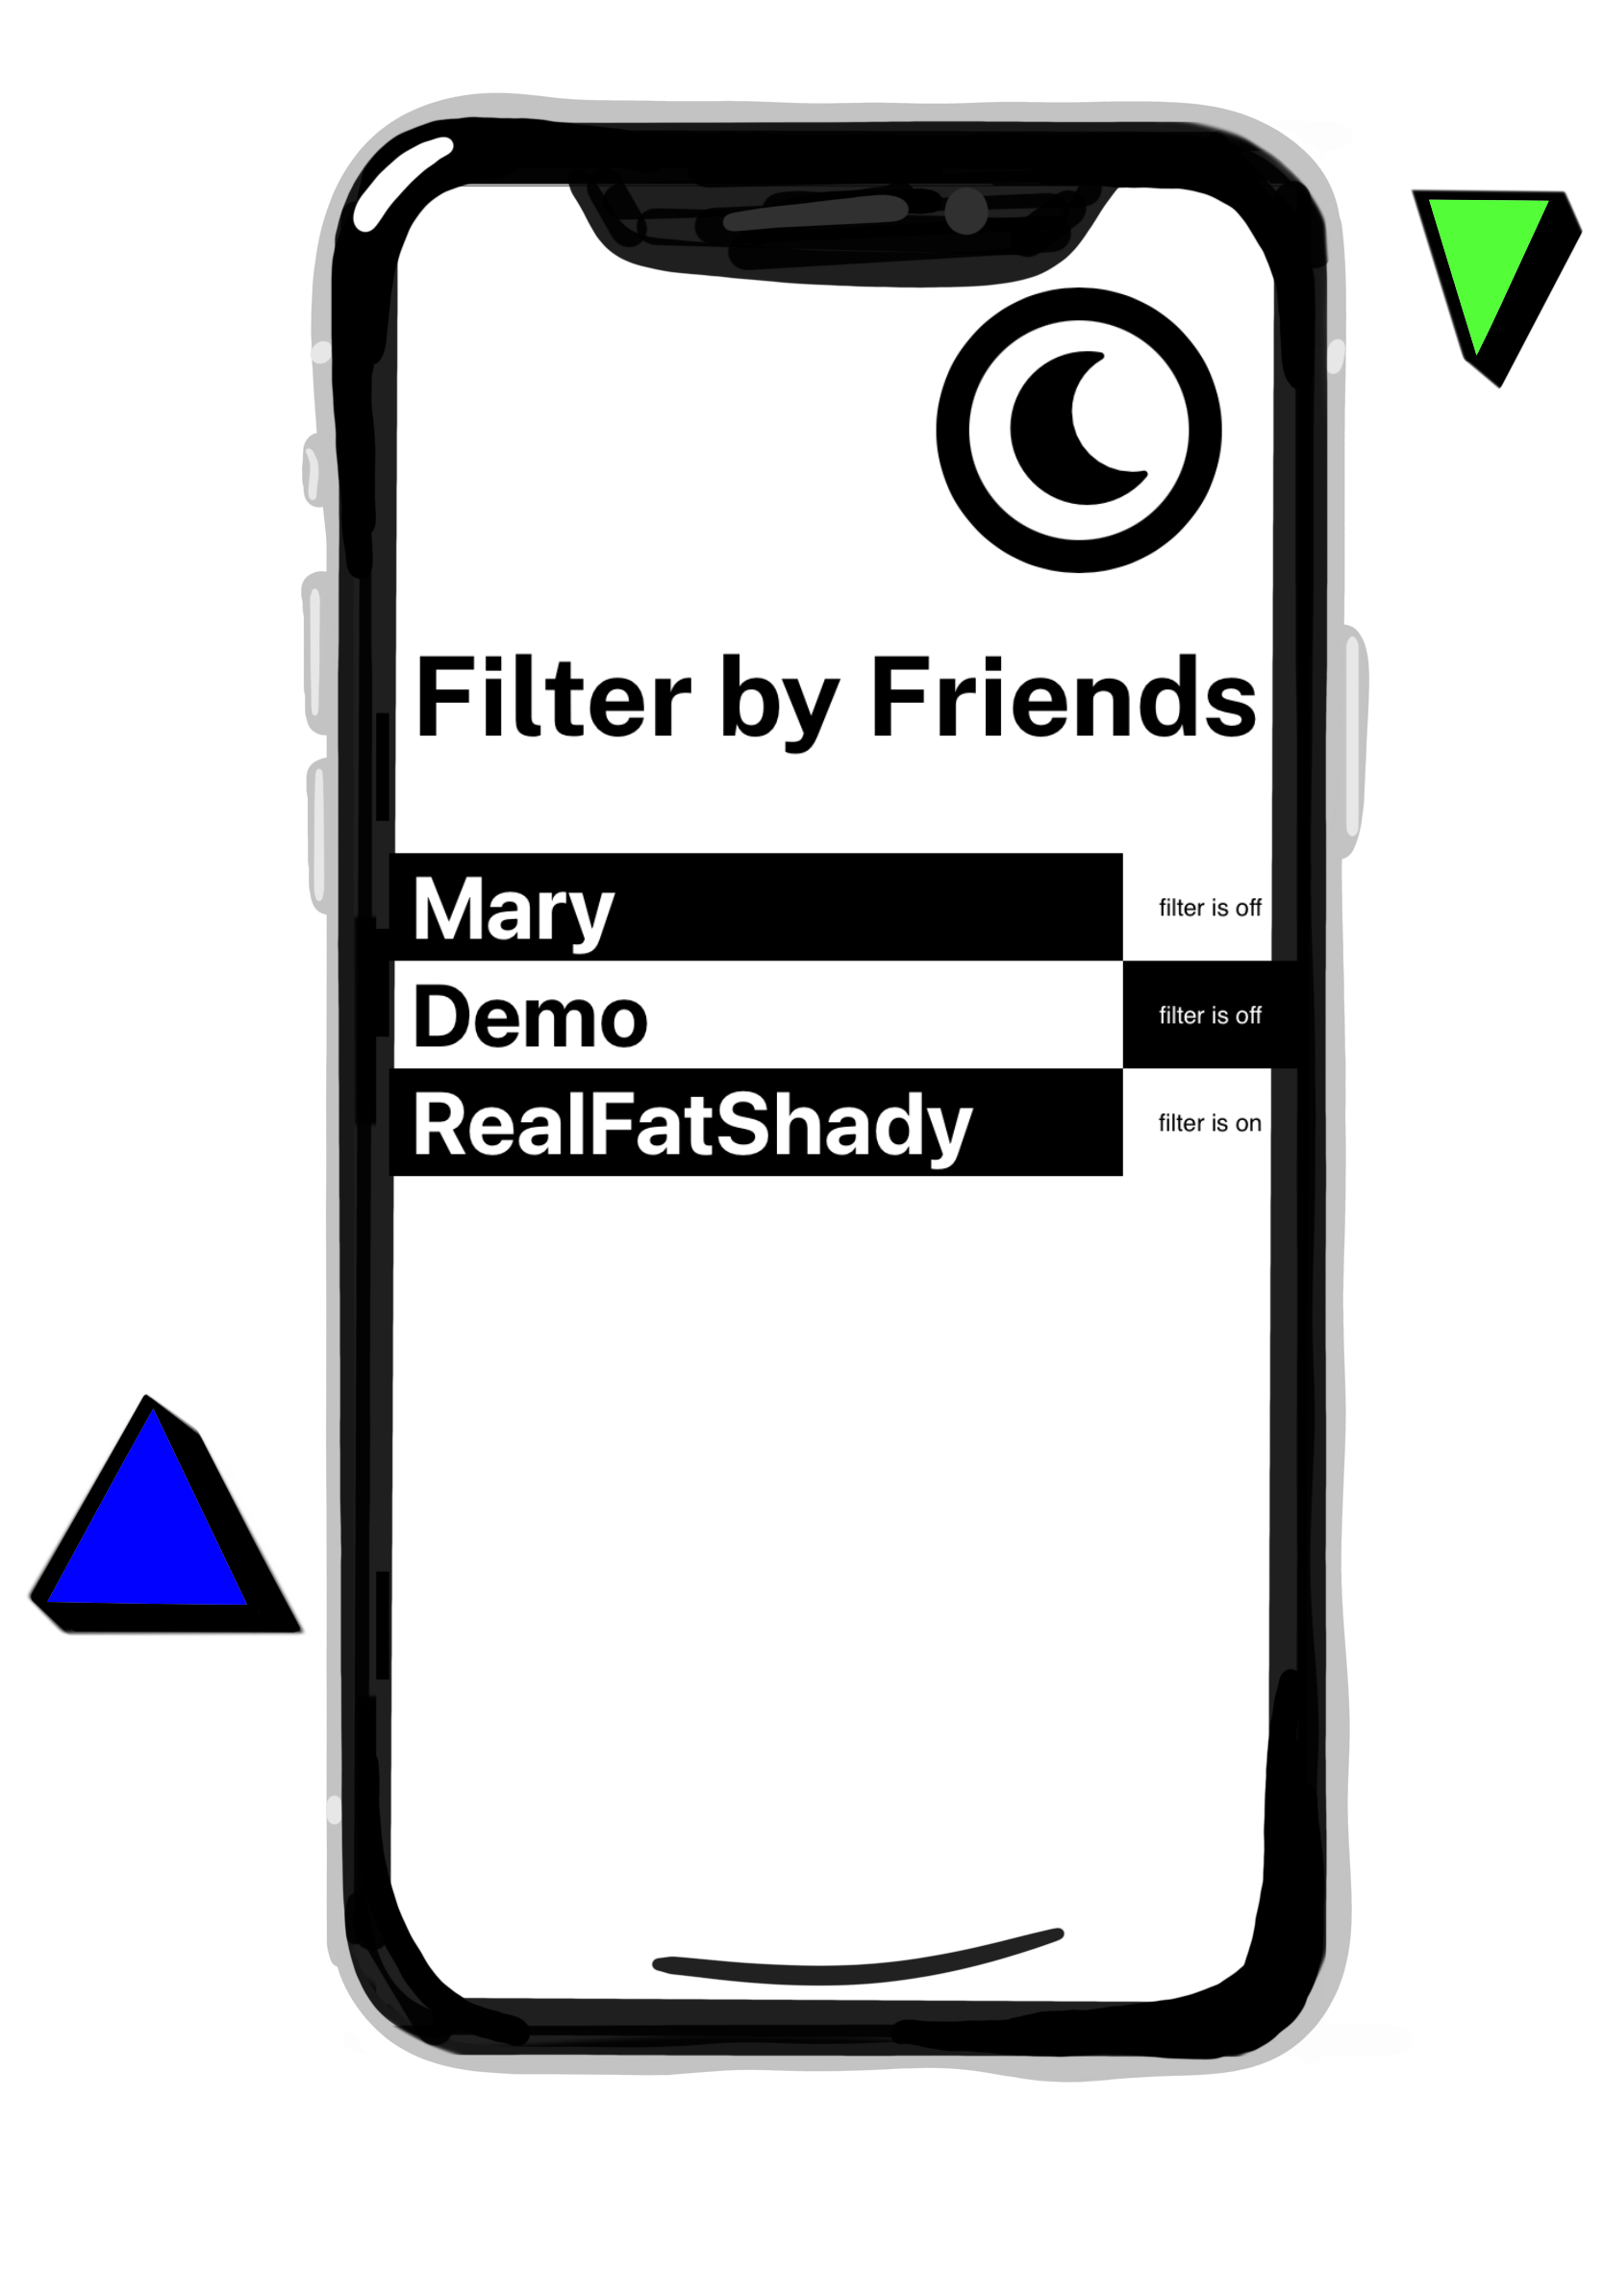 Filter by Friends
Mary filter is off
Demo filter is off
RealFatShady filter is on